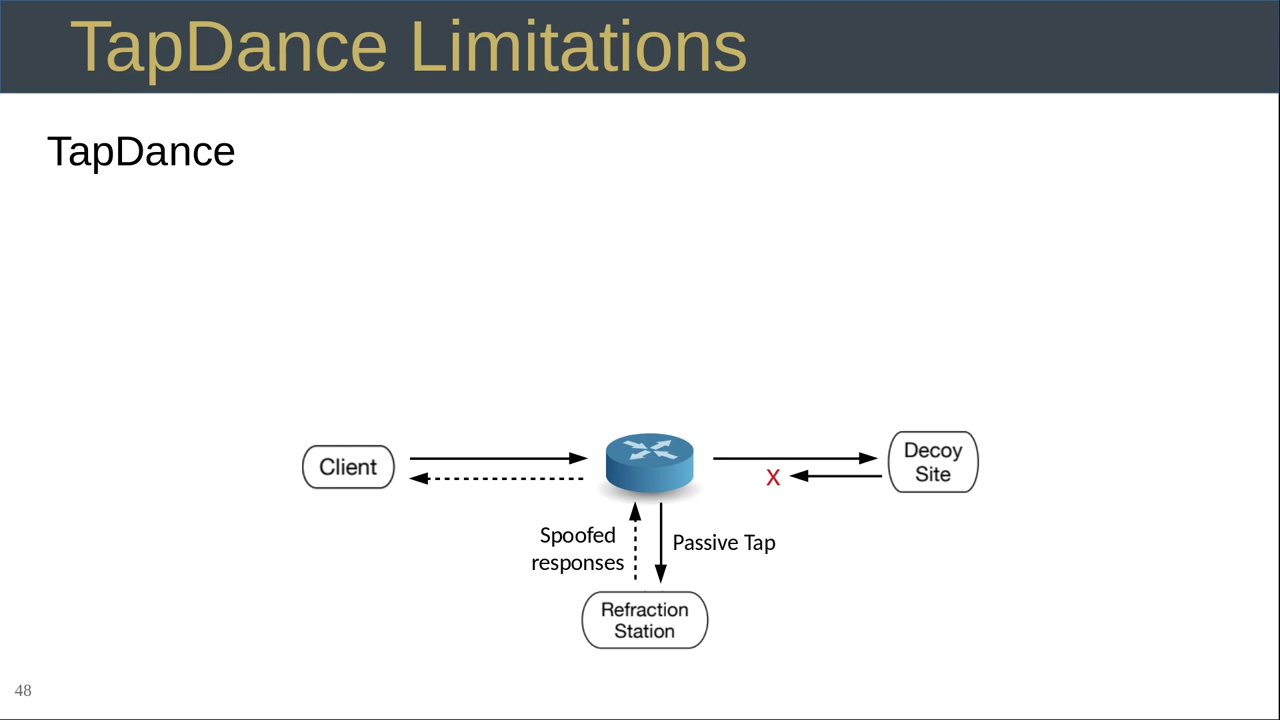 TapDance Limitations
TapDance
Client
Decoy
Site
X
Spoofed
responses
Passive Tap
Refraction
Station
48